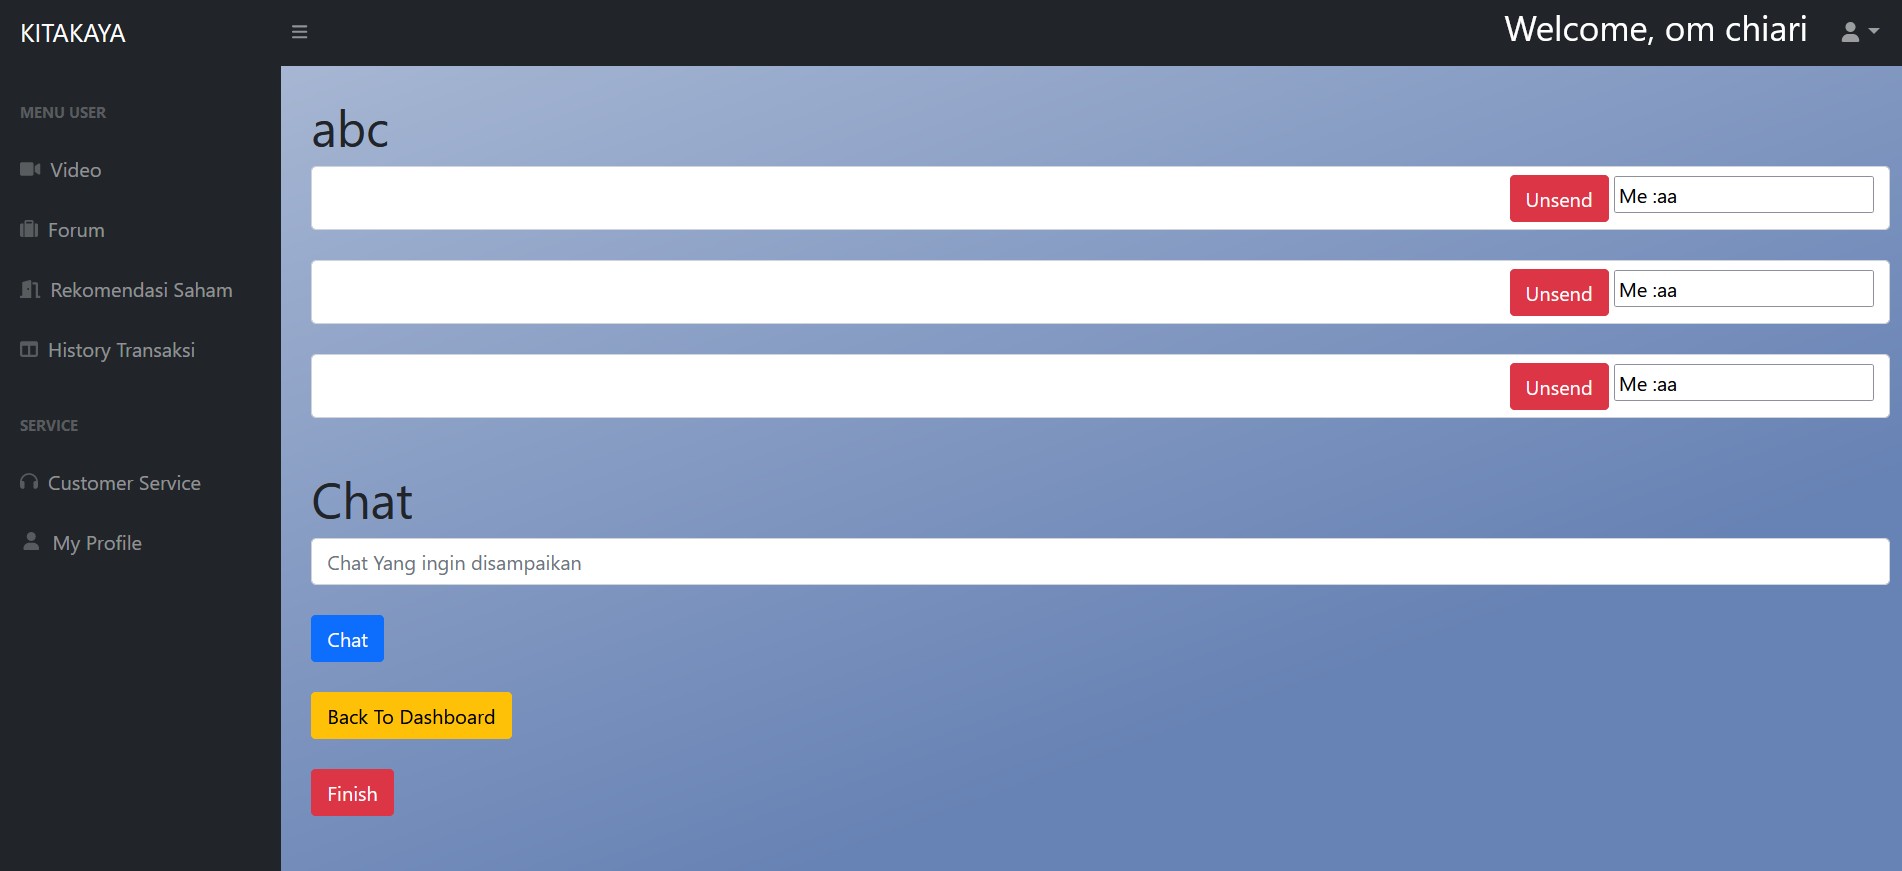 KITAKAYA
Welcome, om chiari
MENU USER
Video
Forum
Rekomendasi Saham
History Transaksi
SERVICE
Customer Service
My Profile
abc
Unsend Me :aa
Unsend Me :aa
Unsend Me :aa
Chat
Chat Yang ingin disampaikan
Chat
Back To Dashboard
Finish